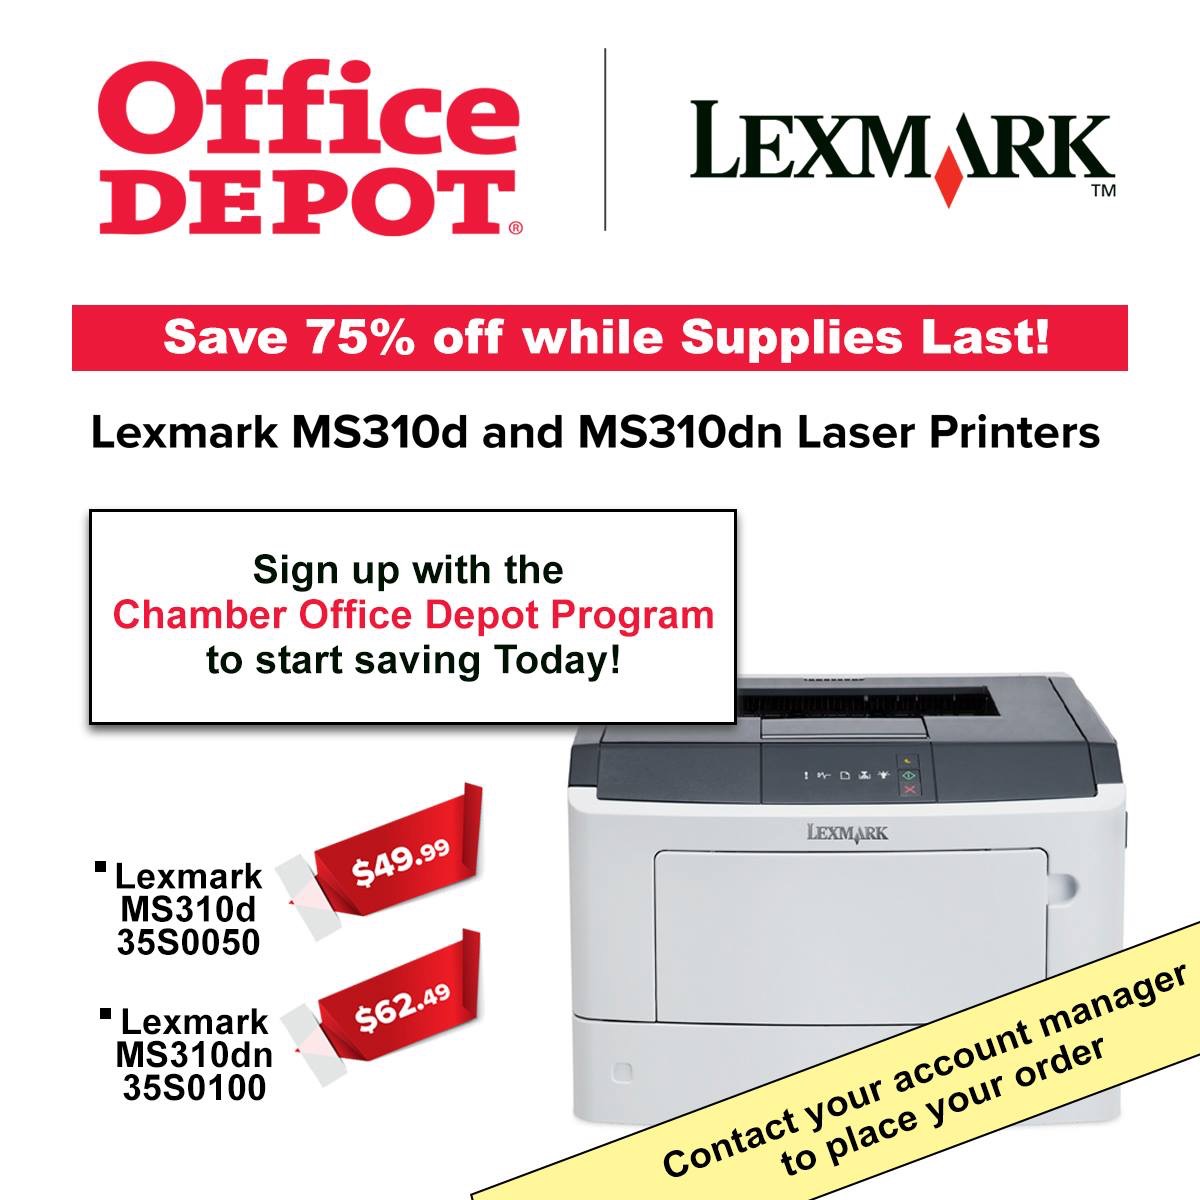 Office
DEPOT®
LEXMARK™
Save 75% off while Supplies Last!
Lexmark MS310d and MS310dn Laser Printers
Sign up with the
Chamber Office Depot Program
to start saving Today!
LEXMARK
Lexmark
MS310d
35S0050
$49.99
Lexmark
MS310dn
35S0100
$62.49
Contact your account manager
to place your order